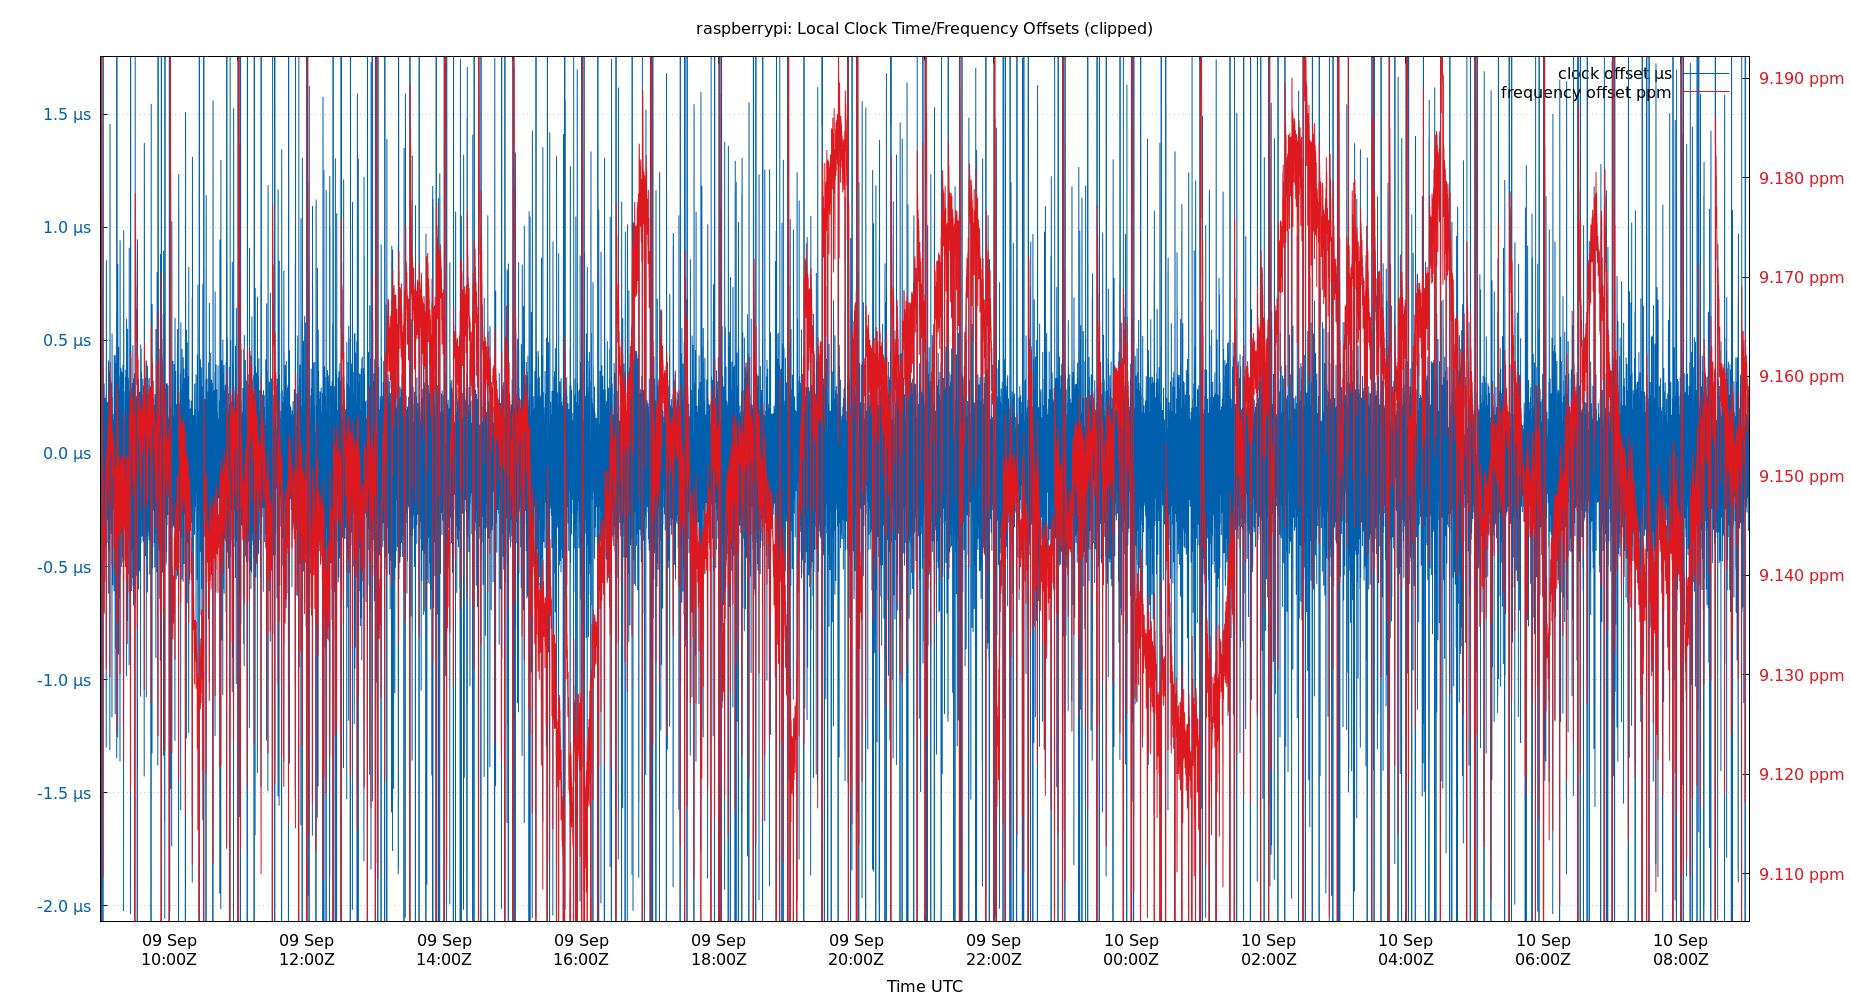 raspberrypi: Local Clock Time/Frequency Offsets (clipped)
clock offset µs
frequency offset ppm
1.5 µs
1.0 µs
0.5 µs
0.0 µs
-0.5 µs
-1.0 µs
-1.5 µs
-2.0 µs
9.190 ppm
9.180 ppm
9.170 ppm
9.160 ppm
9.150 ppm
9.140 ppm
9.130 ppm
9.120 ppm
9.110 ppm
09 Sep 09 Sep 09 Sep 09 Sep 09 Sep 09 Sep 09 Sep 10 Sep 10 Sep 10 Sep 10 Sep 10 Sep
10:00Z 12:00Z 14:00Z 16:00Z 18:00Z 20:00Z 22:00Z 00:00Z 02:00Z 04:00Z 06:00Z 08:00Z
Time UTC